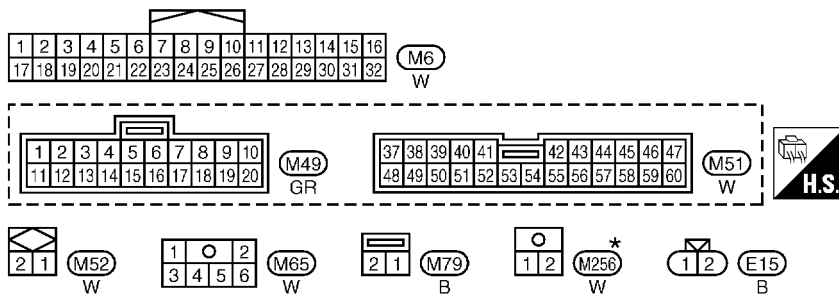 1 2 3 4 5 6 7 8 9 10 11 12 13 14 15 16
17 18 19 20 21 22 23 24 25 26 27 28 29 30 31 32
M6
W
1 2 3 4 5 6 7 8 9 10
11 12 13 14 15 16 17 18 19 20
M49
GR
37 38 39 40 41 42 43 44 45 46 47
48 49 50 51 52 53 54 55 56 57 58 59 60
M51
W
H.S.
2 1
M52
W
1 2
3 4 5 6
M65
W
2 1
M79
B
1 2
M256 *
W
1 2
E15
B